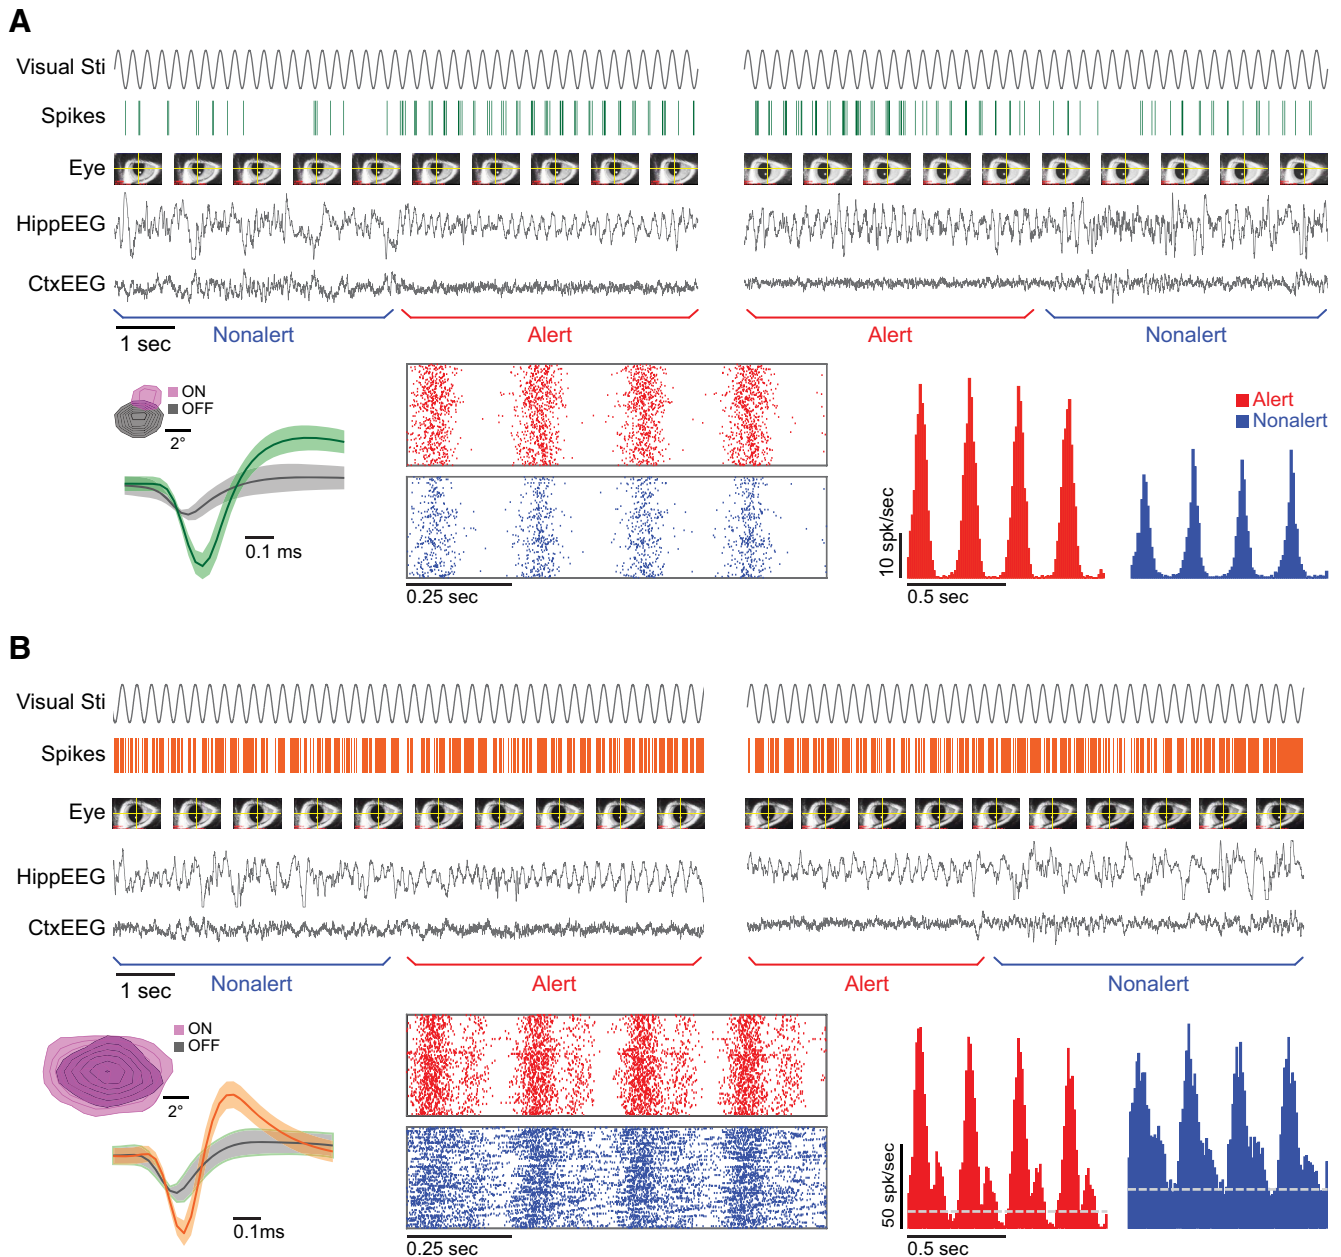 A
Visual Sti
Spikes
Eye
HippEEG
CtxEEG
1 sec
Nonalert
Alert
Alert
Nonalert
ON
OFF
2°
0.1 ms
0.25 sec
10 spk/sec
0.5 sec
Alert
Nonalert
B
Visual Sti
Spikes
Eye
HippEEG
CtxEEG
1 sec
Nonalert
Alert
Alert
Nonalert
ON
OFF
2°
0.1ms
0.25 sec
50 spk/sec
0.5 sec